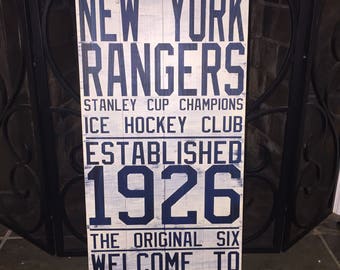 NEW YORK
RANGERS
STANLEY CUP CHAMPIONS
ICE HOCKEY CLUB
ESTABLISHED
1926
THE ORIGINAL SIX
WELCOME TO